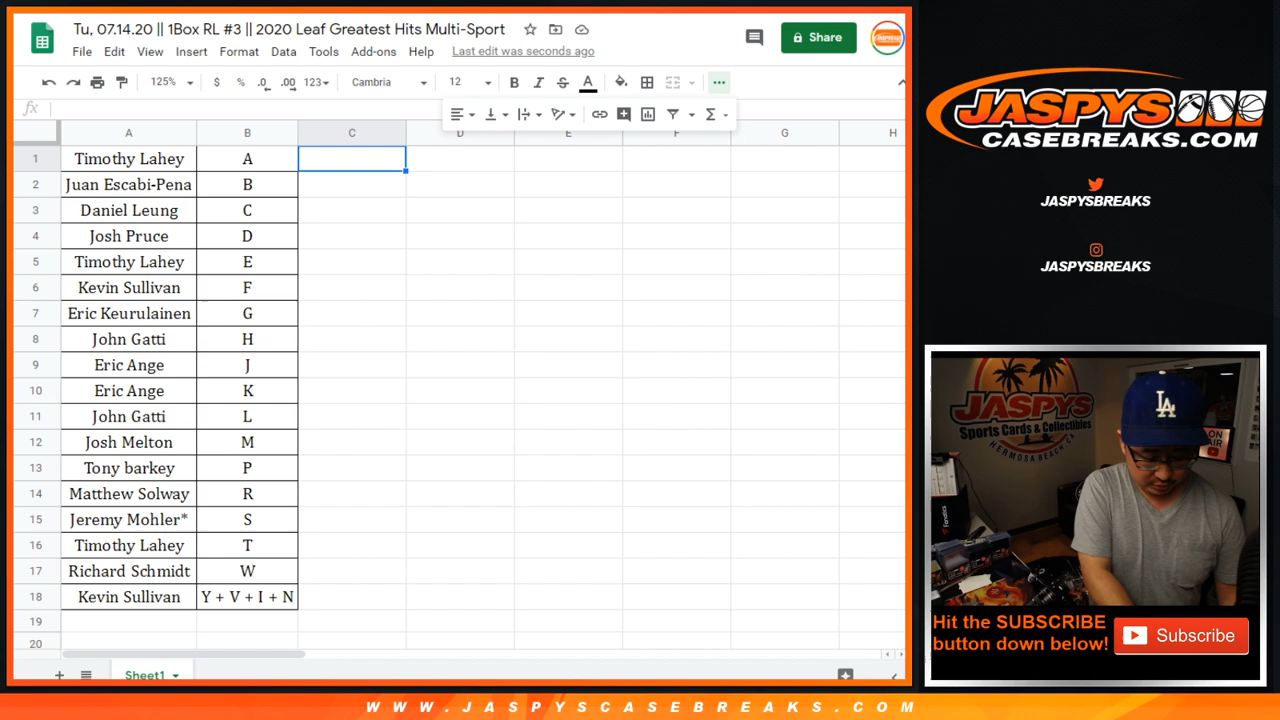 Tu, 07.14.20 || 1Box RL #3 || 2020 Leaf Greatest Hits Multi-Sport
File Edit View Insert Format Data Tools Add-ons Help Last edit was seconds ago
Share
125% $ % .0 .00 123 Cambria 12 B I S A
fx
A B C D E F G H
1 Timothy Lahey A
2 Juan Escabi-Pena B
3 Daniel Leung C
4 Josh Pruce D
5 Timothy Lahey E
6 Kevin Sullivan F
7 Eric Keurulainen G
8 John Gatti H
9 Eric Ange J
10 Eric Ange K
11 John Gatti L
12 Josh Melton M
13 Tony barkey P
14 Matthew Solway R
15 Jeremy Mohler* S
16 Timothy Lahey T
17 Richard Schmidt W
18 Kevin Sullivan Y + V + I + N
19
20
Sheet1
JASPYS
CASEBREAKS.COM
JASPYSBREAKS
JASPYSBREAKS
JASPYS
Sports Cards & Collectibles
HERMOSA BEACH, CA
LA
ON
AIR
Fanatics
Hit the SUBSCRIBE
button down below!
Subscribe
WWW.JASPYSCASEBREAKS.COM